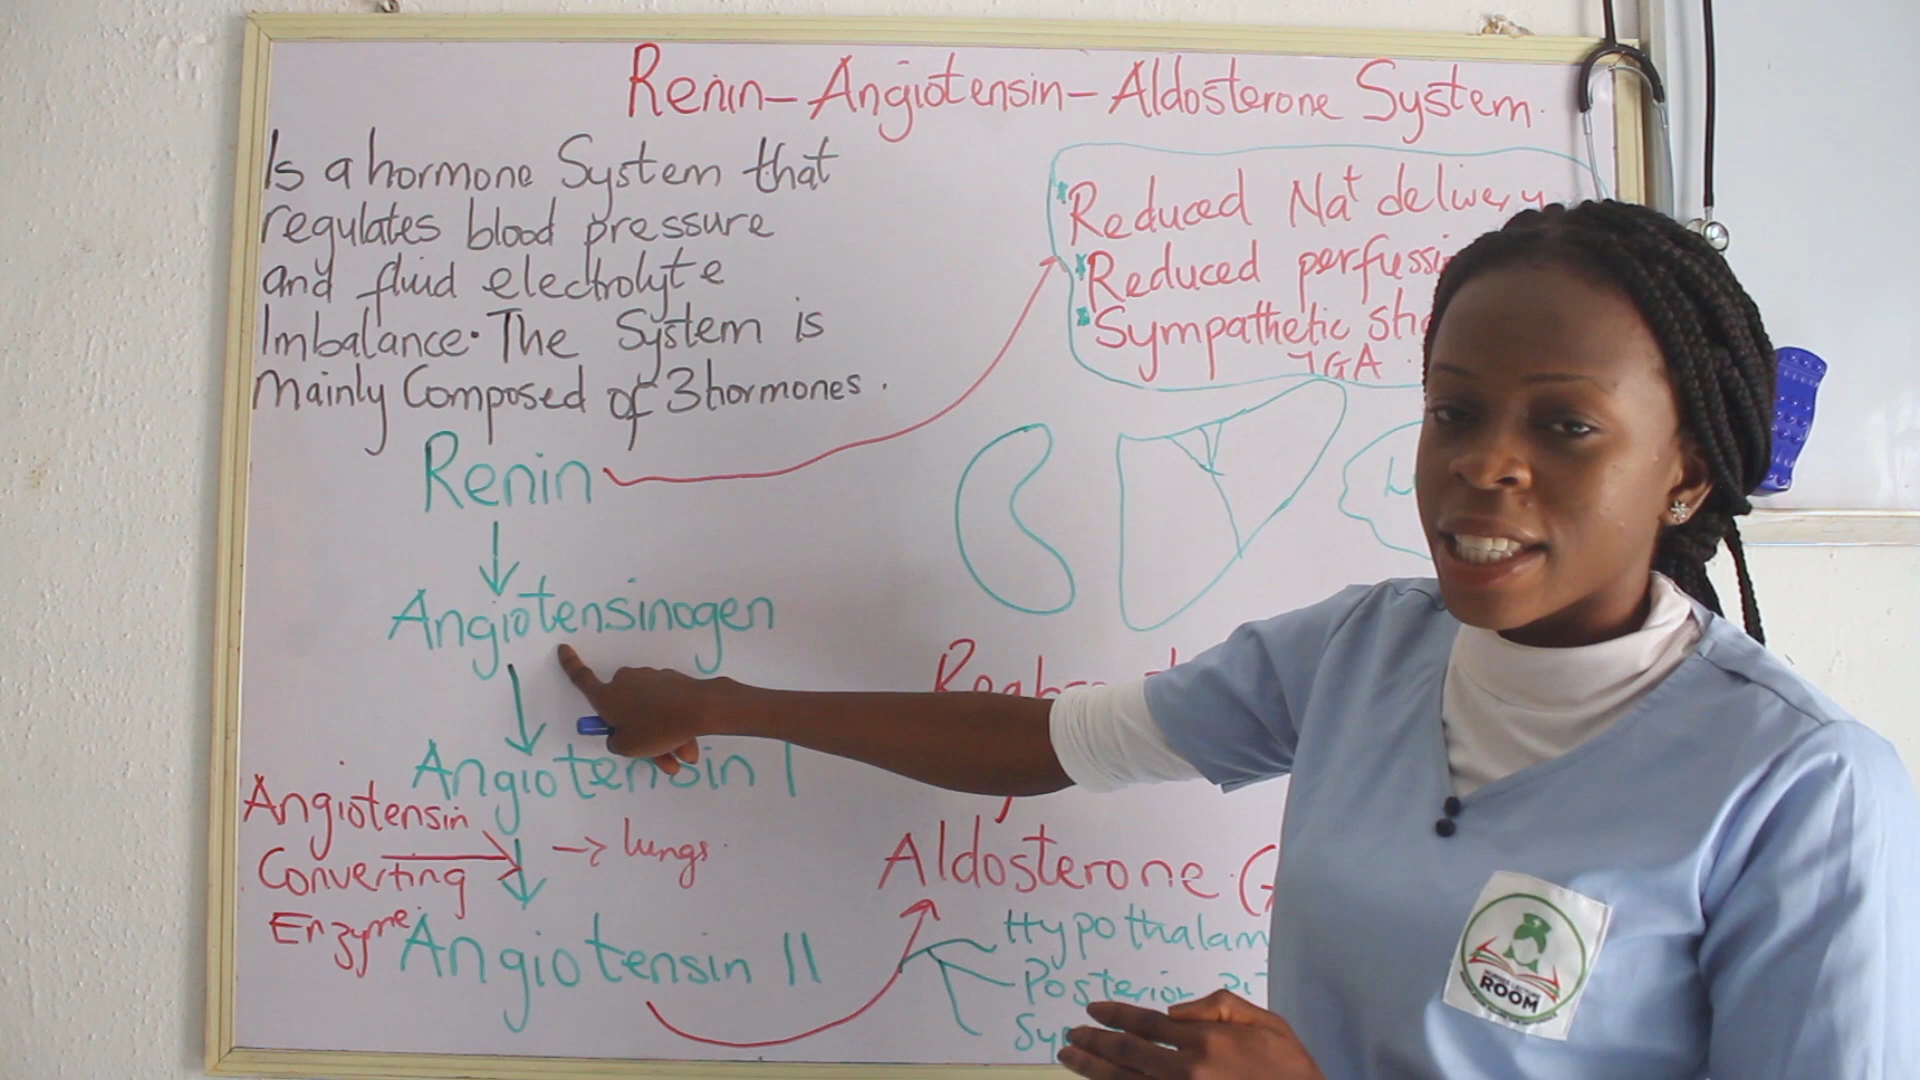 Renin-Angiotensin-Aldosterone System.
Is a hormone System that
regulates blood pressure
and fluid electrolyte
Imbalance. The System is
Mainly Composed of 3 hormones.
Reduced Na+ delivery
Reduced
Sympathetic
JGA
Renin
Angiotensinogen
Angiotensin I
Angiotensin
Converting
Enzyme
→ lungs.
Angiotensin II
Aldosterone
Posterior
ROOM